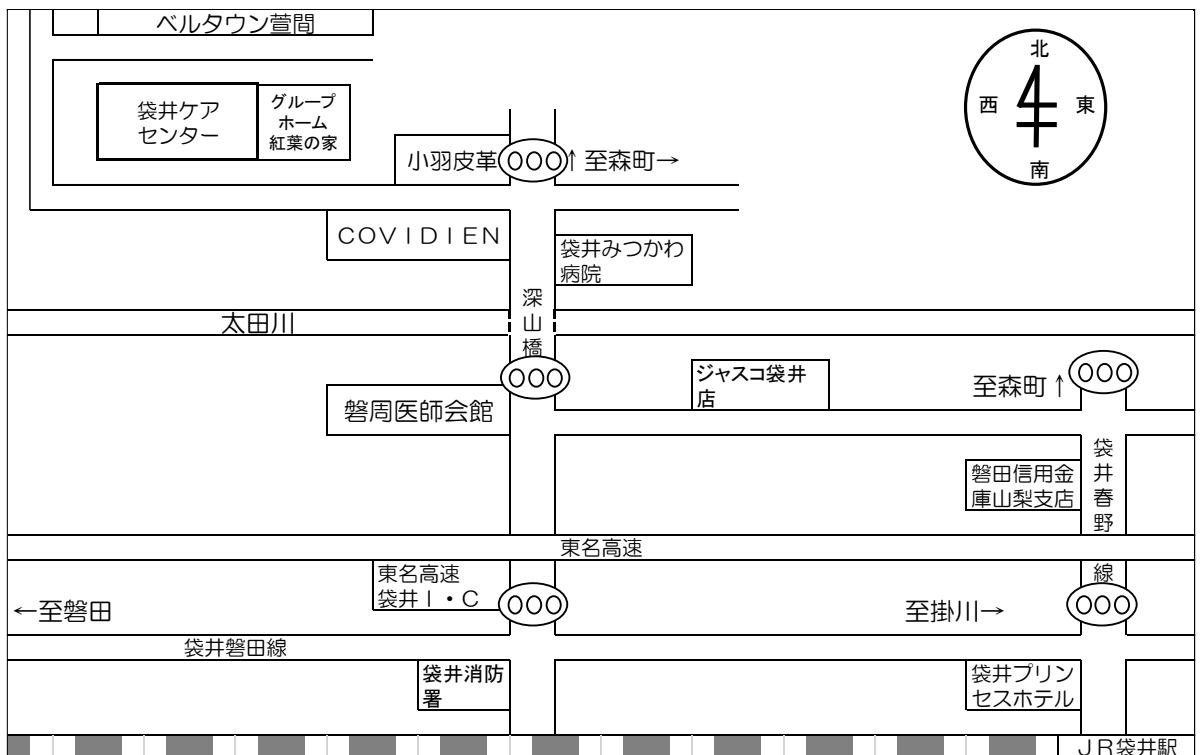 ベルタウン萱間
北
西
東
南
袋井ケア
センター
グループ
ホーム
紅葉の家
小羽皮革
↑至森町→
COVIDIEN
袋井みつかわ
病院
深山橋
太田川
ジャスコ袋井
店
至森町↑
磐周医師会館
袋井春野線
磐田信用金
庫山梨支店
東名高速
東名高速
袋井I・C
←至磐田
至掛川→
袋井磐田線
袋井消防
署
袋井プリン
セスホテル
JR袋井駅